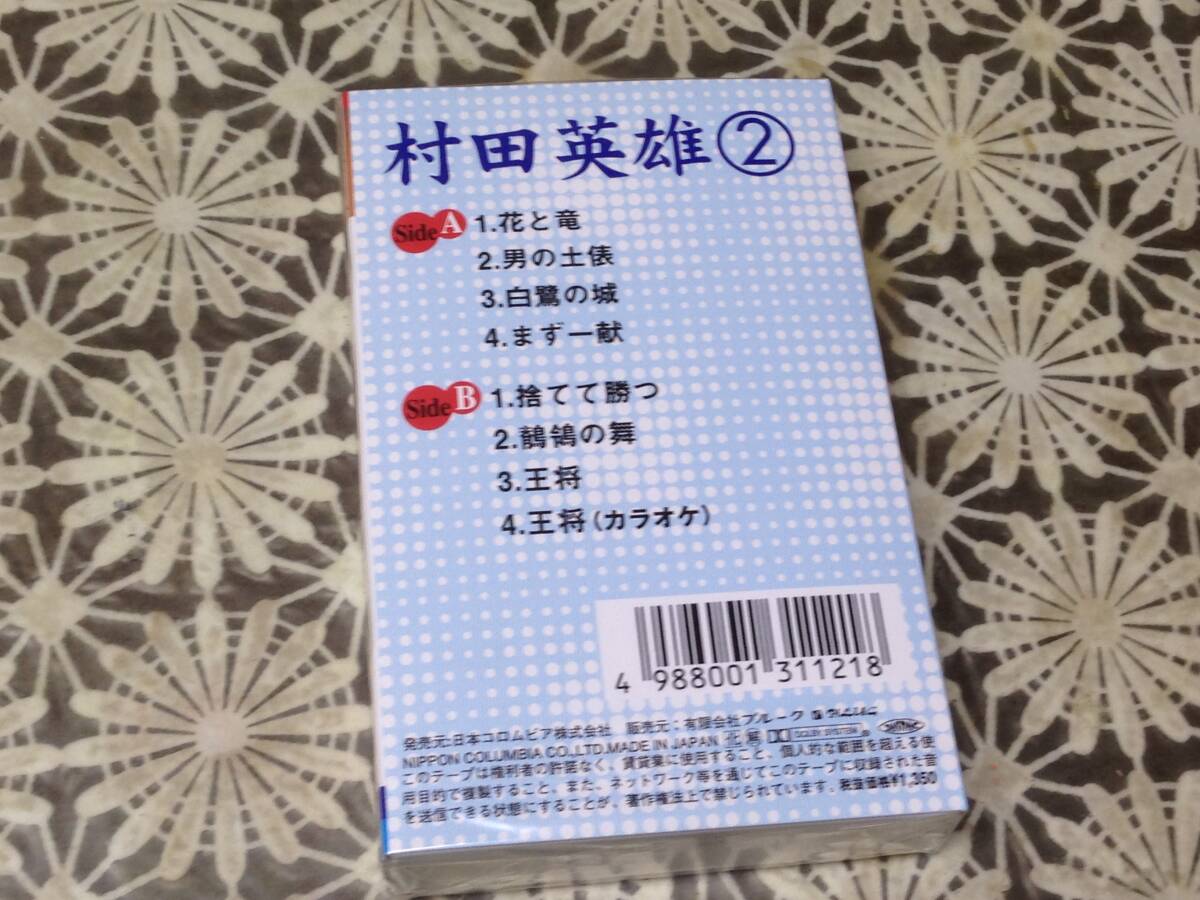 村田英雄②
Side A 1.花と竜
2.男の土俵
3.白鷺の城
4.まず一献
Side B 1.捨てて勝つ
2.鶺鴒の舞
3.王将
4.王将(カラオケ)
4 988001 311218
発売元:日本コロムビア株式会社 販売元:有限会社プルーク
NIPPON COLUMBIA CO.,LTD.MADE IN JAPAN DOLBY SYSTEM
このテープは権利者の許諾なく、賃貸業に使用すること、個人的な範囲を超える使
用目的で複製すること、また、ネットワーク等を通じてこのテープに収録された音
を送信できる状態にすることが、著作権法上で禁じられています。 税抜価格¥1,350